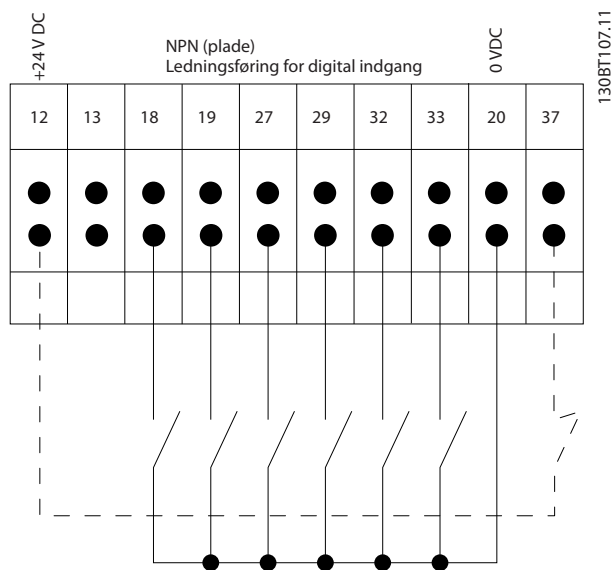 +24 V DC
NPN (plade)
Ledningsføring for digital indgang
0 VDC
130BT107.11
12 13 18 19 27 29 32 33 20 37